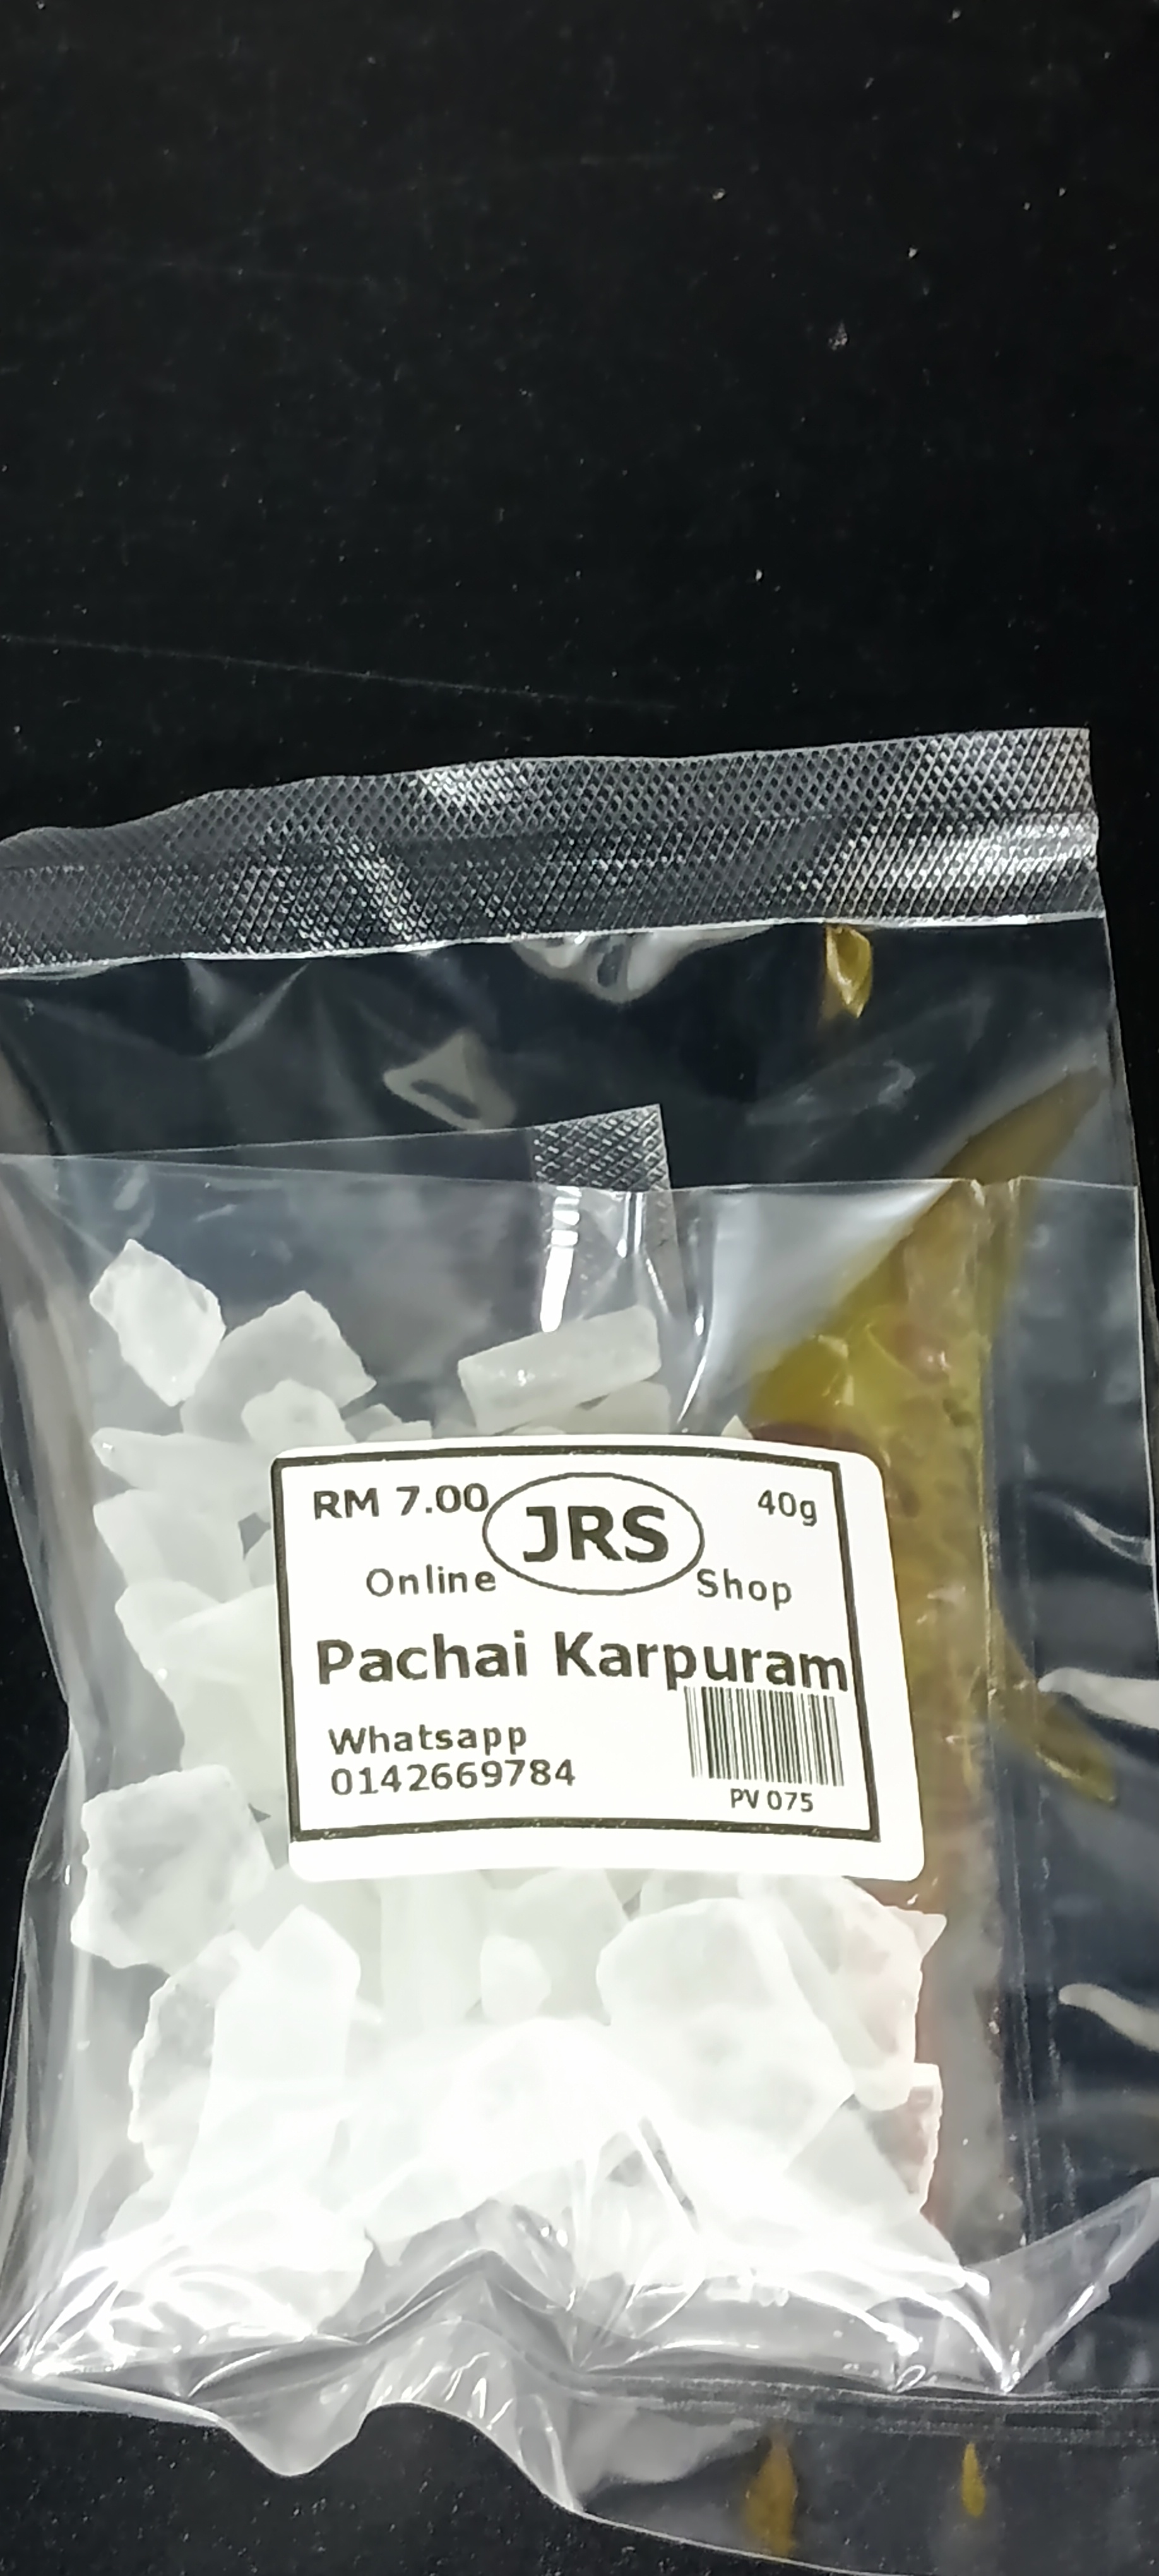 RM 7.00 JRS 40g
Online Shop
Pachai Karpuram
Whatsapp
0142669784
PV 075